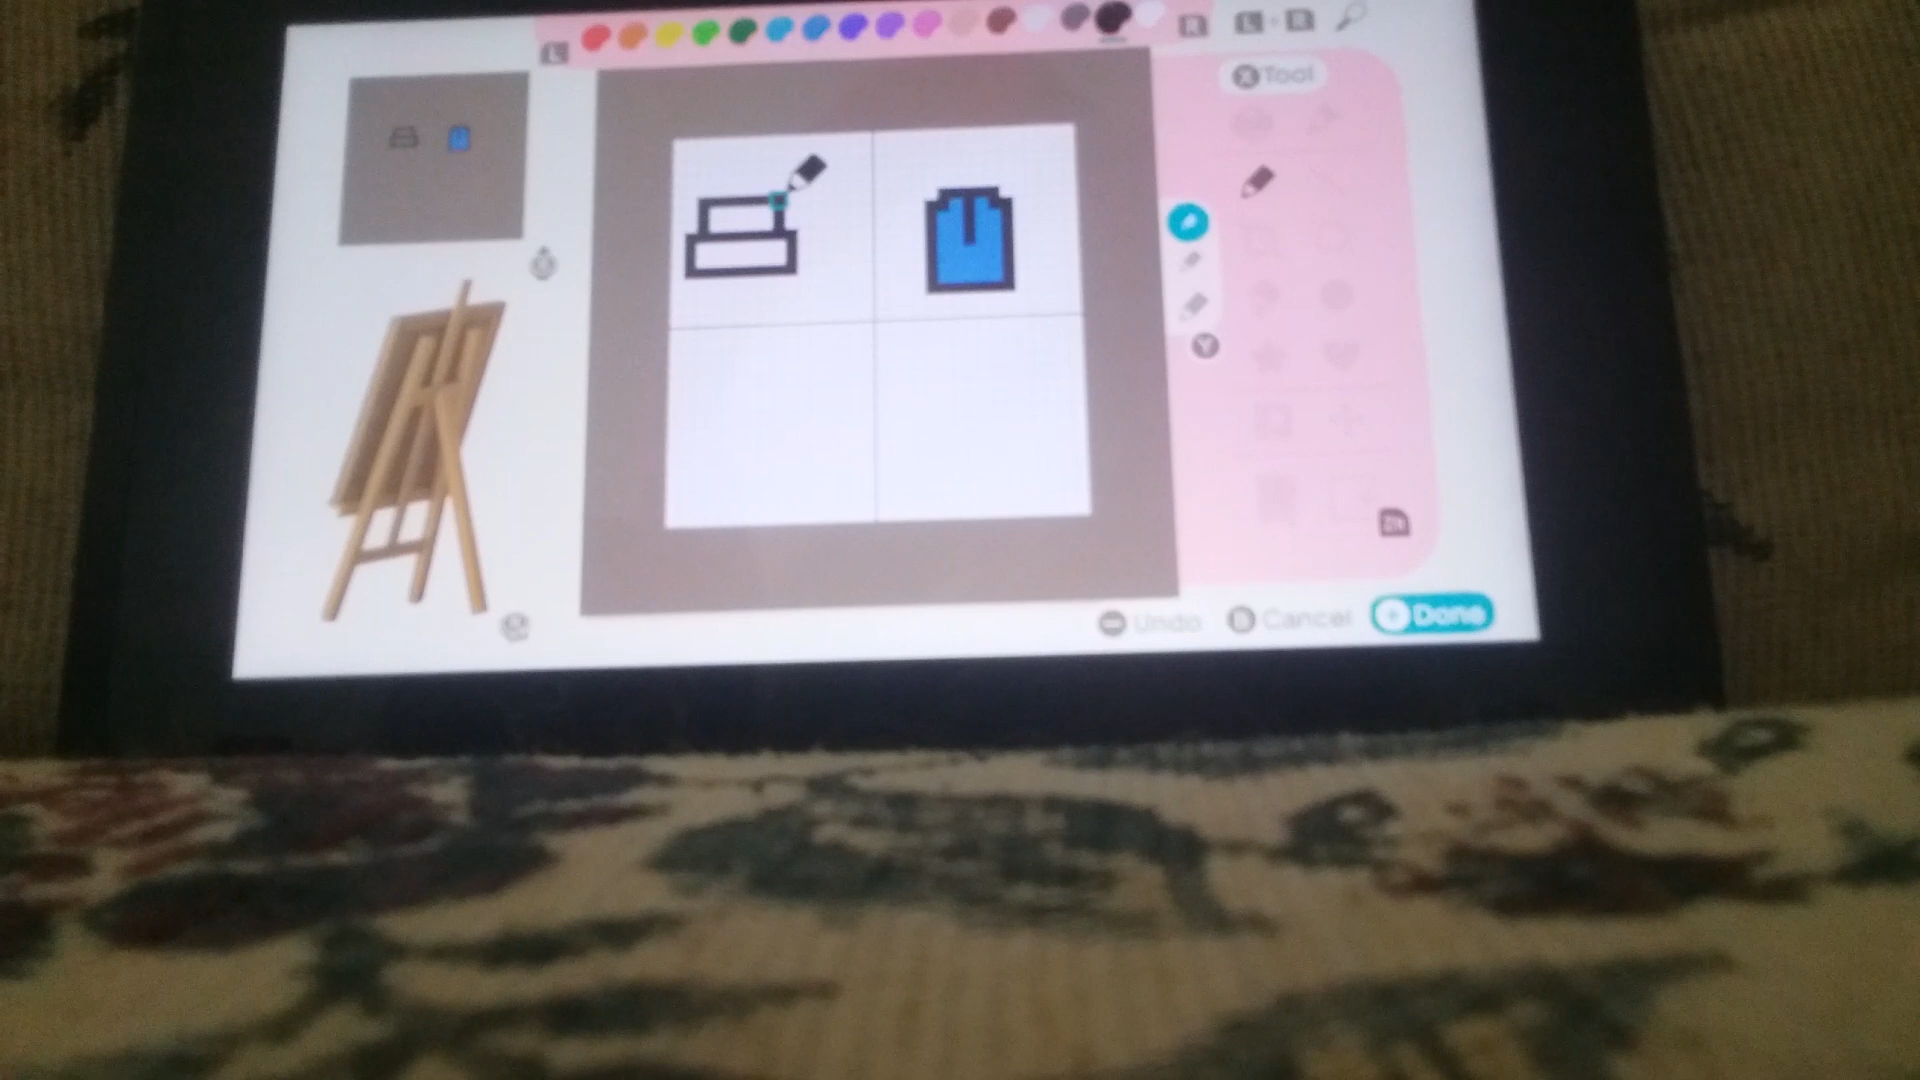 L
R
L + R
X Tool
Y
Undo
B Cancel
+ Done